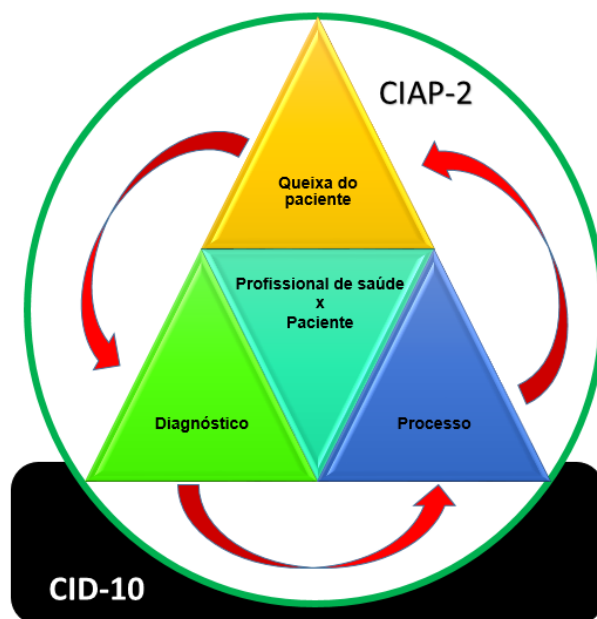 CIAP-2
Queixa do
paciente
Profissional de saúde
x
Paciente
Diagnóstico
Processo
CID-10